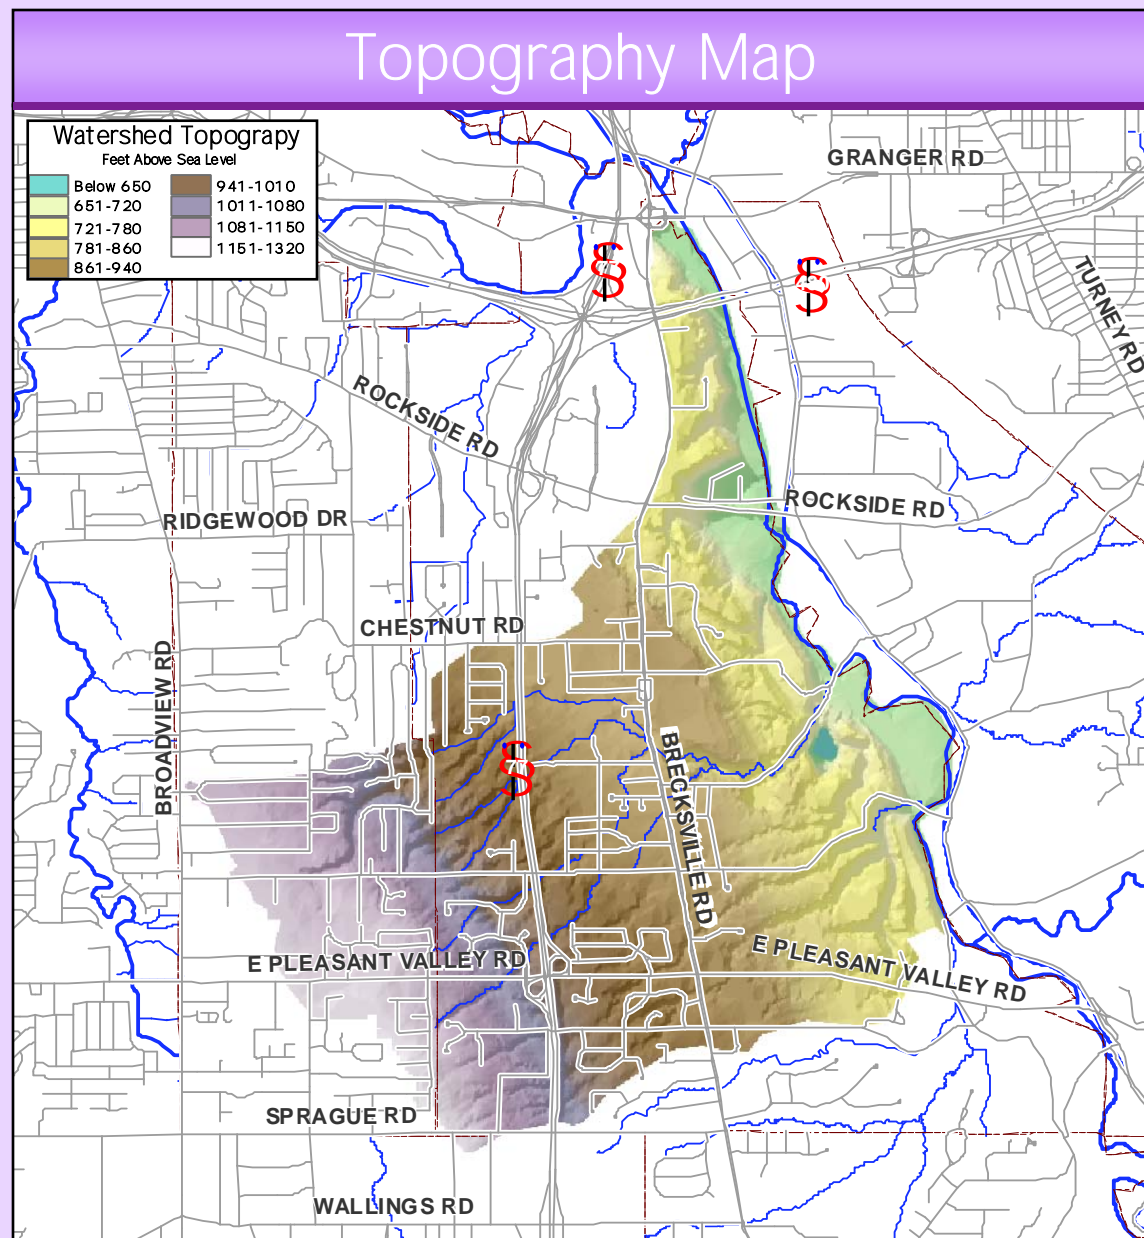 Topography Map
Watershed Topograpy
Feet Above Sea Level
Below 650
651-720
721-780
781-860
861-940
941-1010
1011-1080
1081-1150
1151-1320
GRANGER RD
TURNEY RD
ROCKSIDE RD
ROCKSIDE RD
RIDGEWOOD DR
CHESTNUT RD
BROADVIEW RD
BRECKSVILLE RD
E PLEASANT VALLEY RD
E PLEASANT VALLEY RD
SPRAGUE RD
WALLINGS RD